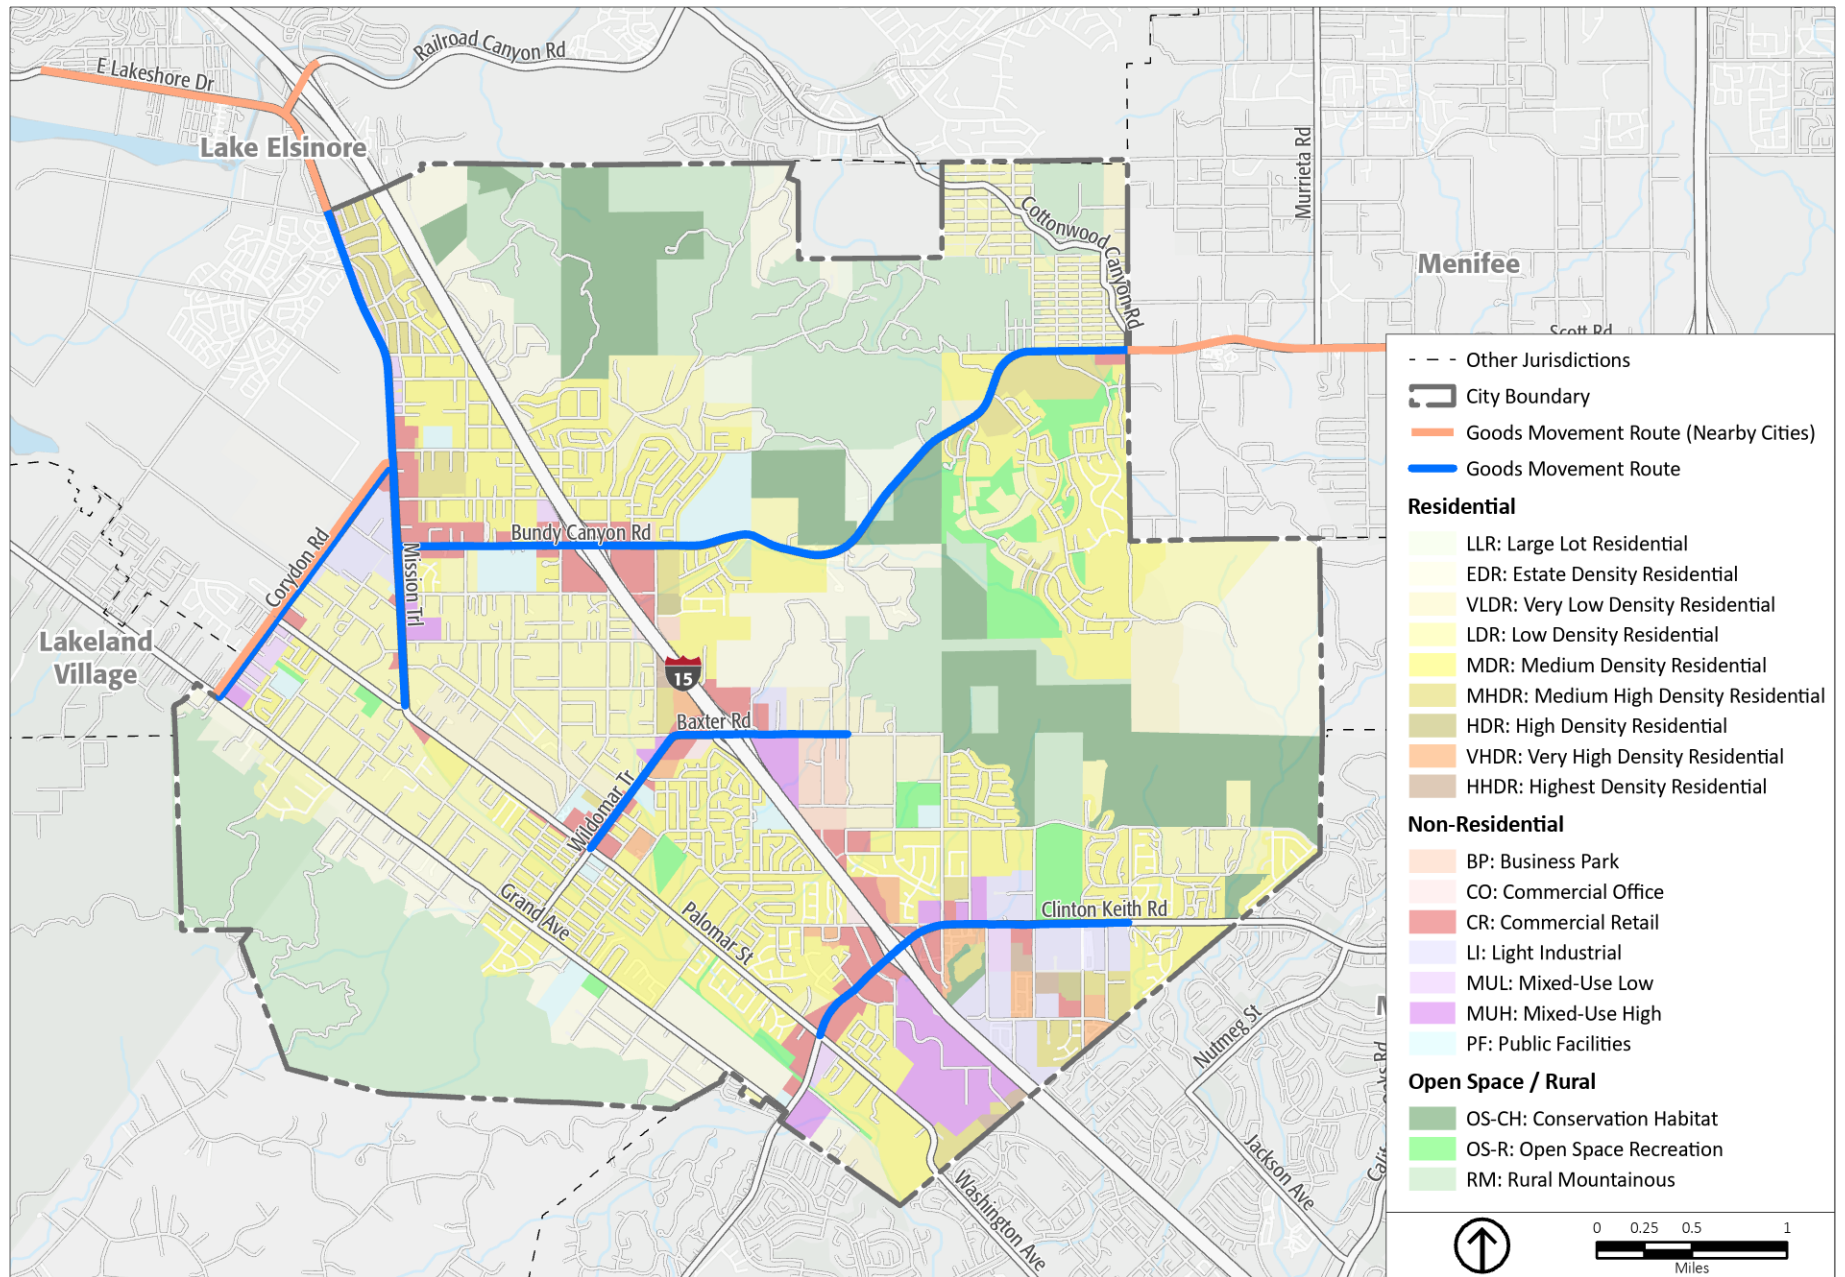 Railroad Canyon Rd
E Lakeshore Dr
Lake Elsinore
Murrieta Rd
Cottonwood Canyon Rd
Menifee
Scott Rd
Bundy Canyon Rd
Corydon Rd
Mission Trl
Lakeland
Village
15
Baxter Rd
Wildomar Tr
Grand Ave
Palomar St
Clinton Keith Rd
Nutmeg St
Jackson Ave
Washington Ave
M
Cali
Other Jurisdictions
City Boundary
Goods Movement Route (Nearby Cities)
Goods Movement Route
Residential
LLR: Large Lot Residential
EDR: Estate Density Residential
VLDR: Very Low Density Residential
LDR: Low Density Residential
MDR: Medium Density Residential
MHDR: Medium High Density Residential
HDR: High Density Residential
VHDR: Very High Density Residential
HHDR: Highest Density Residential
Non-Residential
BP: Business Park
CO: Commercial Office
CR: Commercial Retail
LI: Light Industrial
MUL: Mixed-Use Low
MUH: Mixed-Use High
PF: Public Facilities
Open Space / Rural
OS-CH: Conservation Habitat
OS-R: Open Space Recreation
RM: Rural Mountainous
0 0.25 0.5 1
Miles